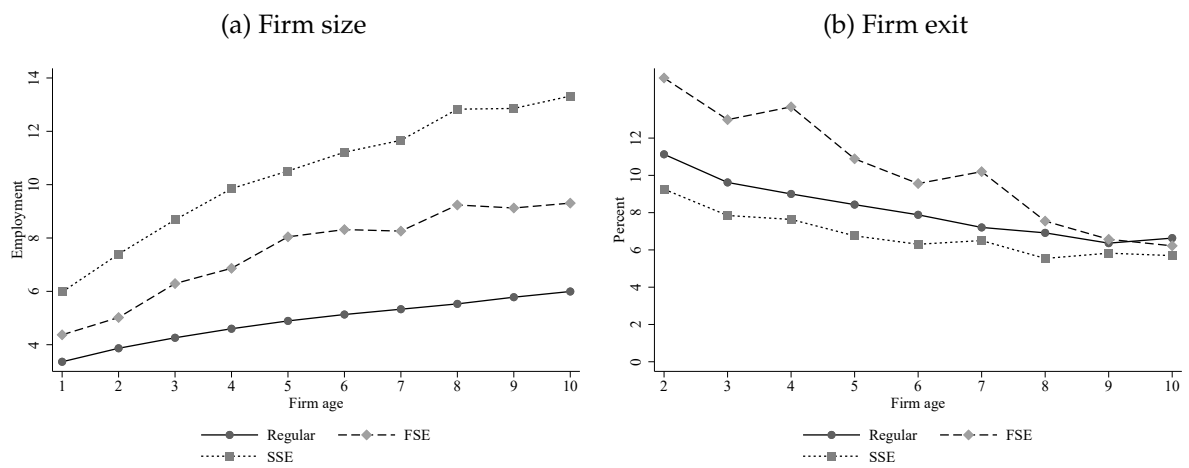 (a) Firm size
Employment
14
12
10
8
6
4
1 2 3 4 5 6 7 8 9 10
Firm age
Regular FSE
SSE
(b) Firm exit
Percent
12
10
8
6
4
2
0
2 3 4 5 6 7 8 9 10
Firm age
Regular FSE
SSE